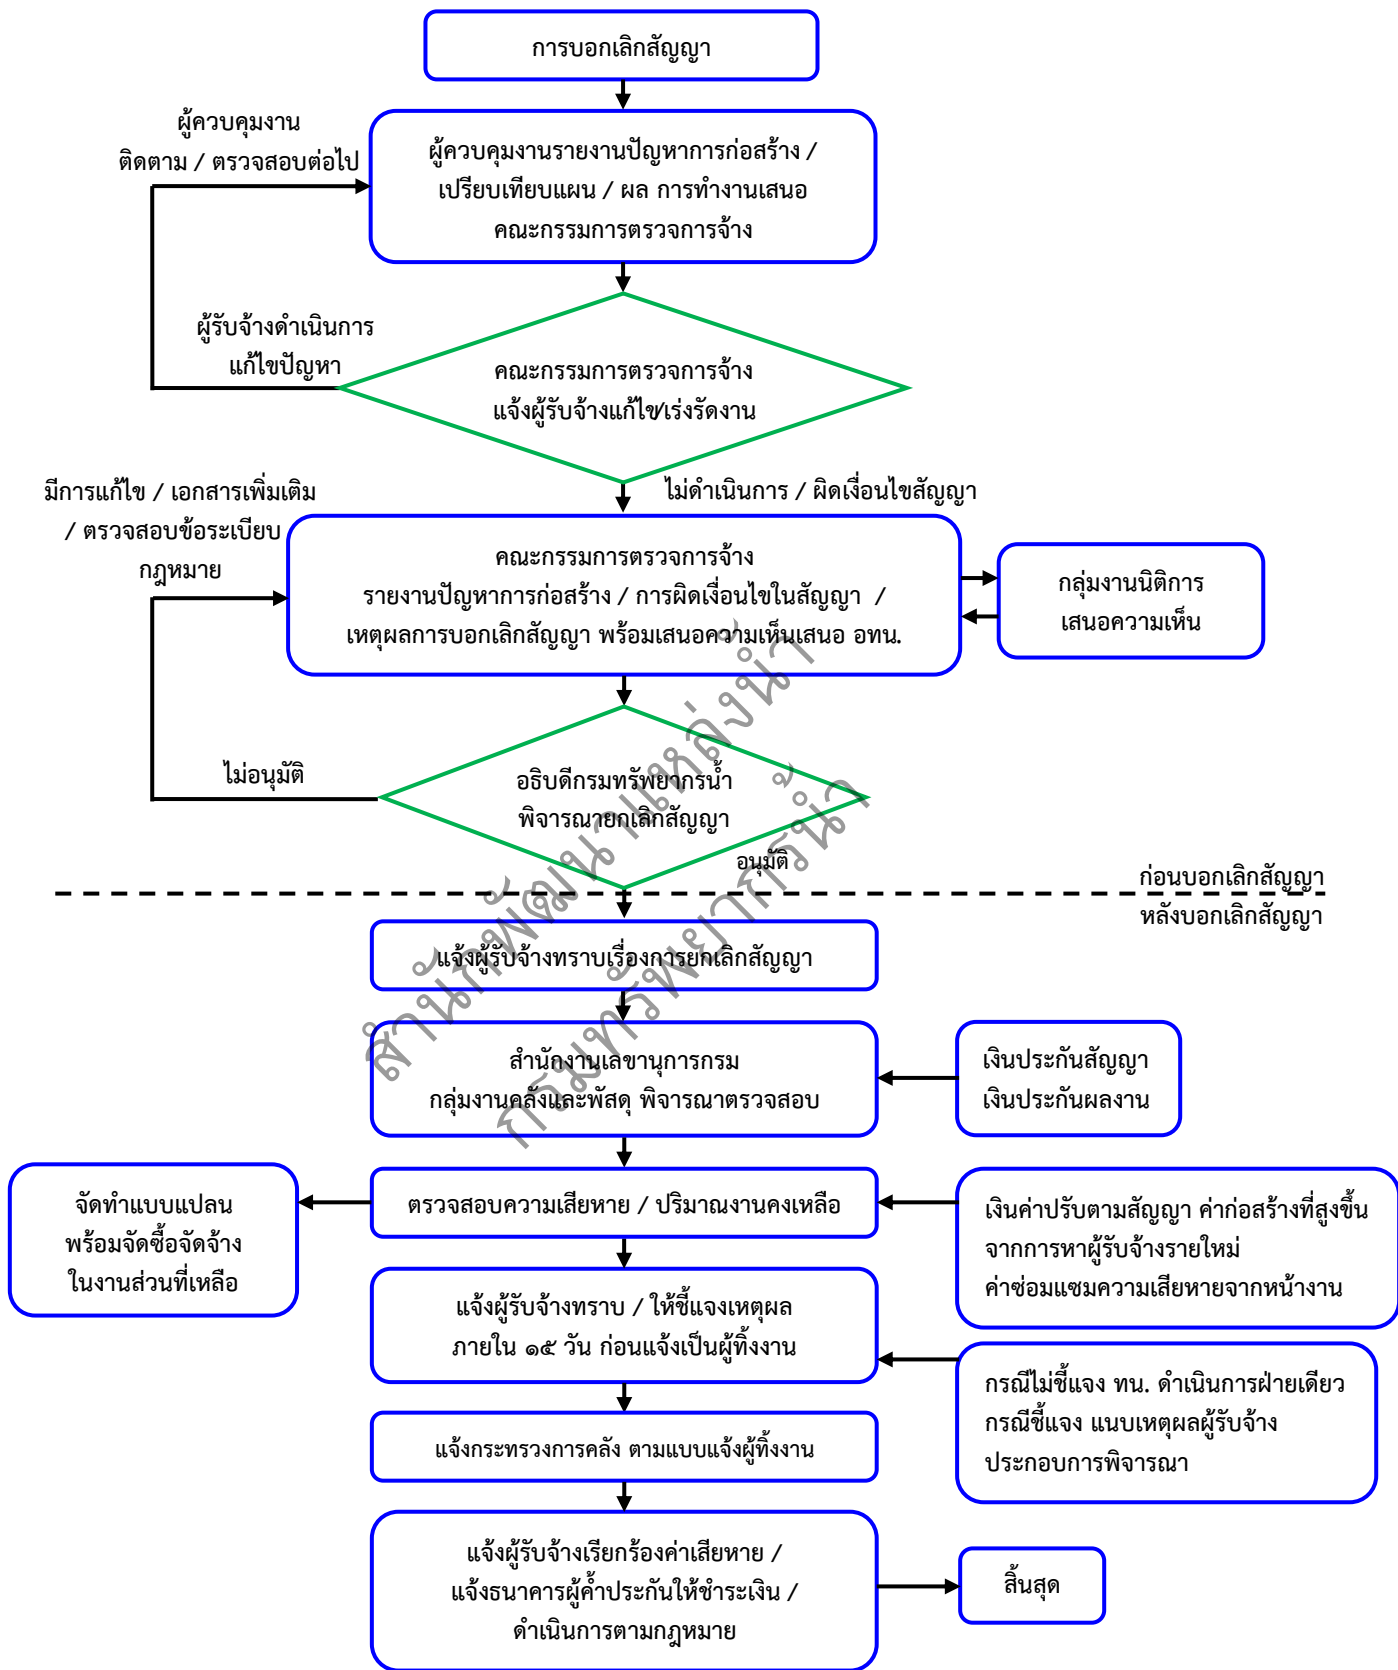 การบอกเลิกสัญญา
ผู้ควบคุมงาน
ติดตาม / ตรวจสอบต่อไป
ผู้ควบคุมงานรายงานปัญหาการก่อสร้าง /
เปรียบเทียบแผน / ผล การทำงานเสนอ
คณะกรรมการตรวจการจ้าง
ผู้รับจ้างดำเนินการ
แก้ไขปัญหา
คณะกรรมการตรวจการจ้าง
แจ้งผู้รับจ้างแก้ไข/เร่งรัดงาน
มีการแก้ไข / เอกสารเพิ่มเติม
/ ตรวจสอบข้อระเบียบ
กฎหมาย
ไม่ดำเนินการ / ผิดเงื่อนไขสัญญา
คณะกรรมการตรวจการจ้าง
รายงานปัญหาการก่อสร้าง / การผิดเงื่อนไขในสัญญา /
เหตุผลการบอกเลิกสัญญา พร้อมเสนอความเห็นเสนอ อทน.
กลุ่มงานนิติการ
เสนอความเห็น
ไม่อนุมัติ
อธิบดีกรมทรัพยากรน้ำ
พิจารณายกเลิกสัญญา
อนุมัติ
ก่อนบอกเลิกสัญญา
หลังบอกเลิกสัญญา
แจ้งผู้รับจ้างทราบเรื่องการยกเลิกสัญญา
สำนักงานเลขานุการกรม
กลุ่มงานคลังและพัสดุ พิจารณาตรวจสอบ
เงินประกันสัญญา
เงินประกันผลงาน
จัดทำแบบแปลน
พร้อมจัดซื้อจัดจ้าง
ในงานส่วนที่เหลือ
ตรวจสอบความเสียหาย / ปริมาณงานคงเหลือ
เงินค่าปรับตามสัญญา ค่าก่อสร้างที่สูงขึ้น
จากการหาผู้รับจ้างรายใหม่
ค่าซ่อมแซมความเสียหายจากหน้างาน
แจ้งผู้รับจ้างทราบ / ให้ชี้แจงเหตุผล
ภายใน ๑๕ วัน ก่อนแจ้งเป็นผู้ทิ้งงาน
กรณีไม่ชี้แจง ทน. ดำเนินการฝ่ายเดียว
กรณีชี้แจง แนบเหตุผลผู้รับจ้าง
ประกอบการพิจารณา
แจ้งกระทรวงการคลัง ตามแบบแจ้งผู้ทิ้งงาน
แจ้งผู้รับจ้างเรียกร้องค่าเสียหาย /
แจ้งธนาคารผู้ค้ำประกันให้ชำระเงิน /
ดำเนินการตามกฎหมาย
สิ้นสุด
สำนักพัฒนาแหล่งน้ำ
กรมทรัพยากรน้ำ